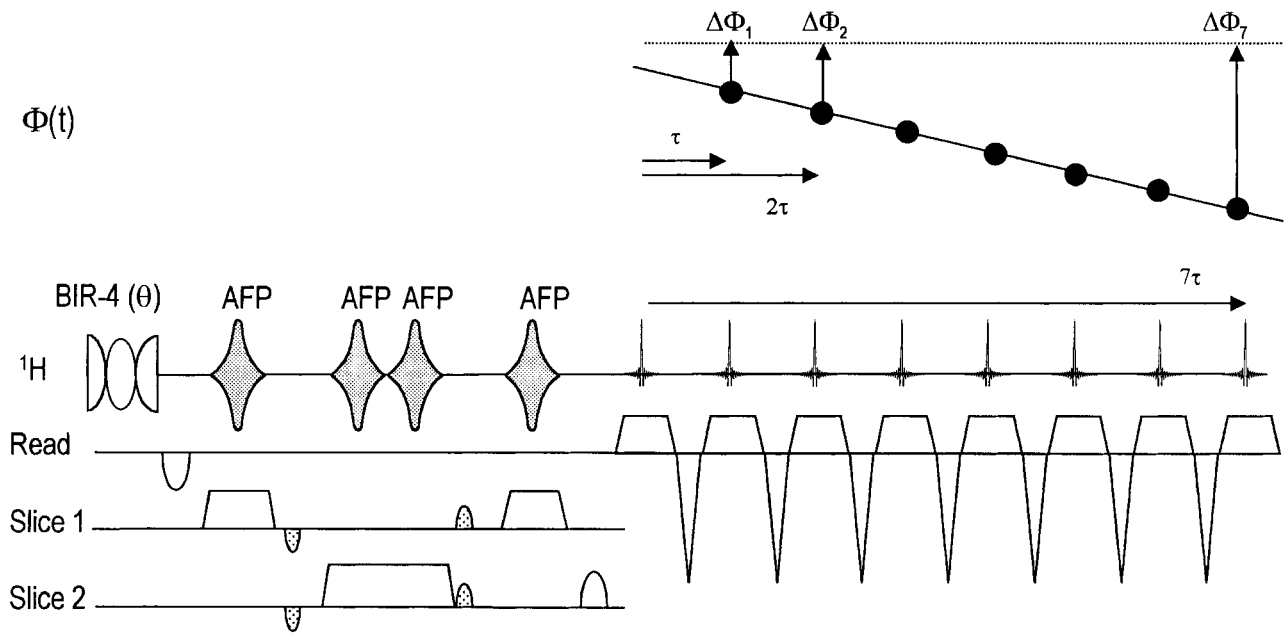 ΔΦ₁ ΔΦ₂ ΔΦ₇
Φ(t)
τ
2τ
BIR-4 (θ) AFP AFP AFP AFP 7τ
¹H
Read
Slice 1
Slice 2